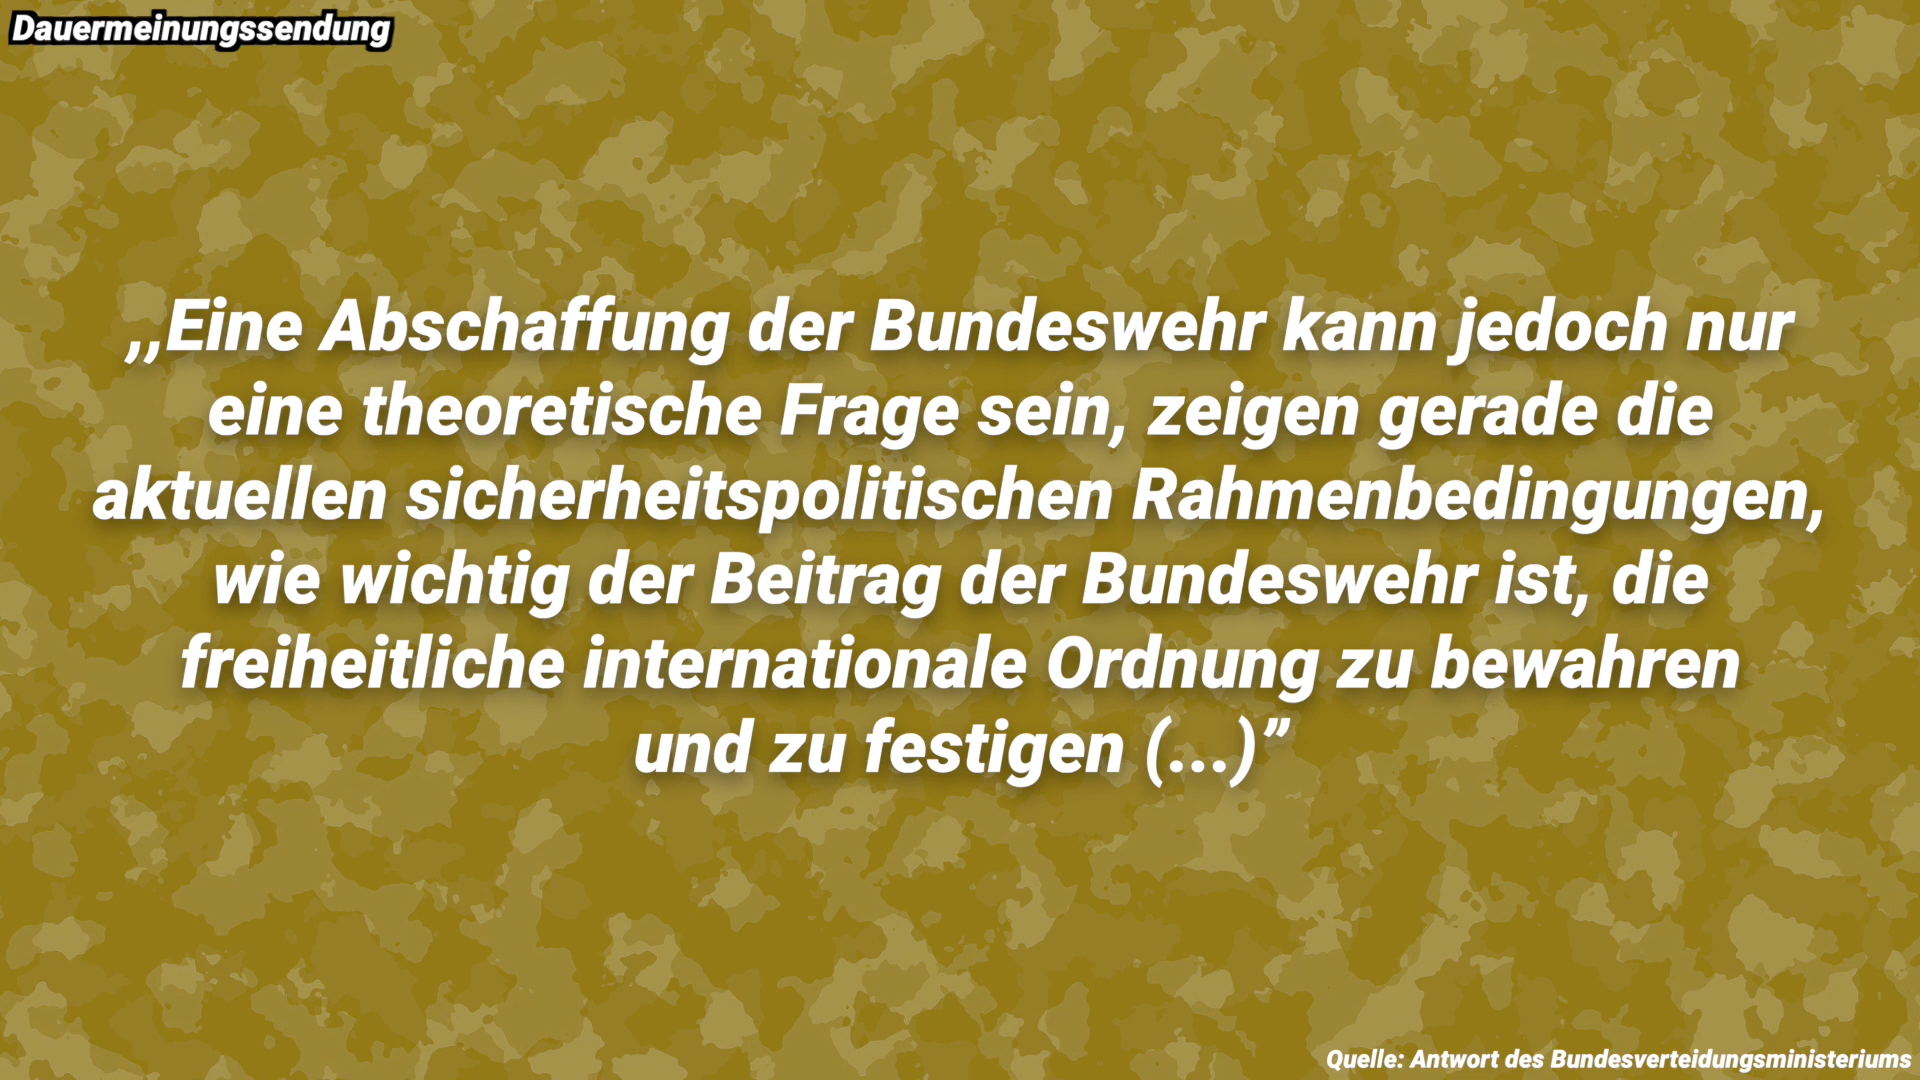 Dauermeinungssendung
,,Eine Abschaffung der Bundeswehr kann jedoch nur
eine theoretische Frage sein, zeigen gerade die
aktuellen sicherheitspolitischen Rahmenbedingungen,
wie wichtig der Beitrag der Bundeswehr ist, die
freiheitliche internationale Ordnung zu bewahren
und zu festigen (...)”
Quelle: Antwort des Bundesverteidungsministeriums